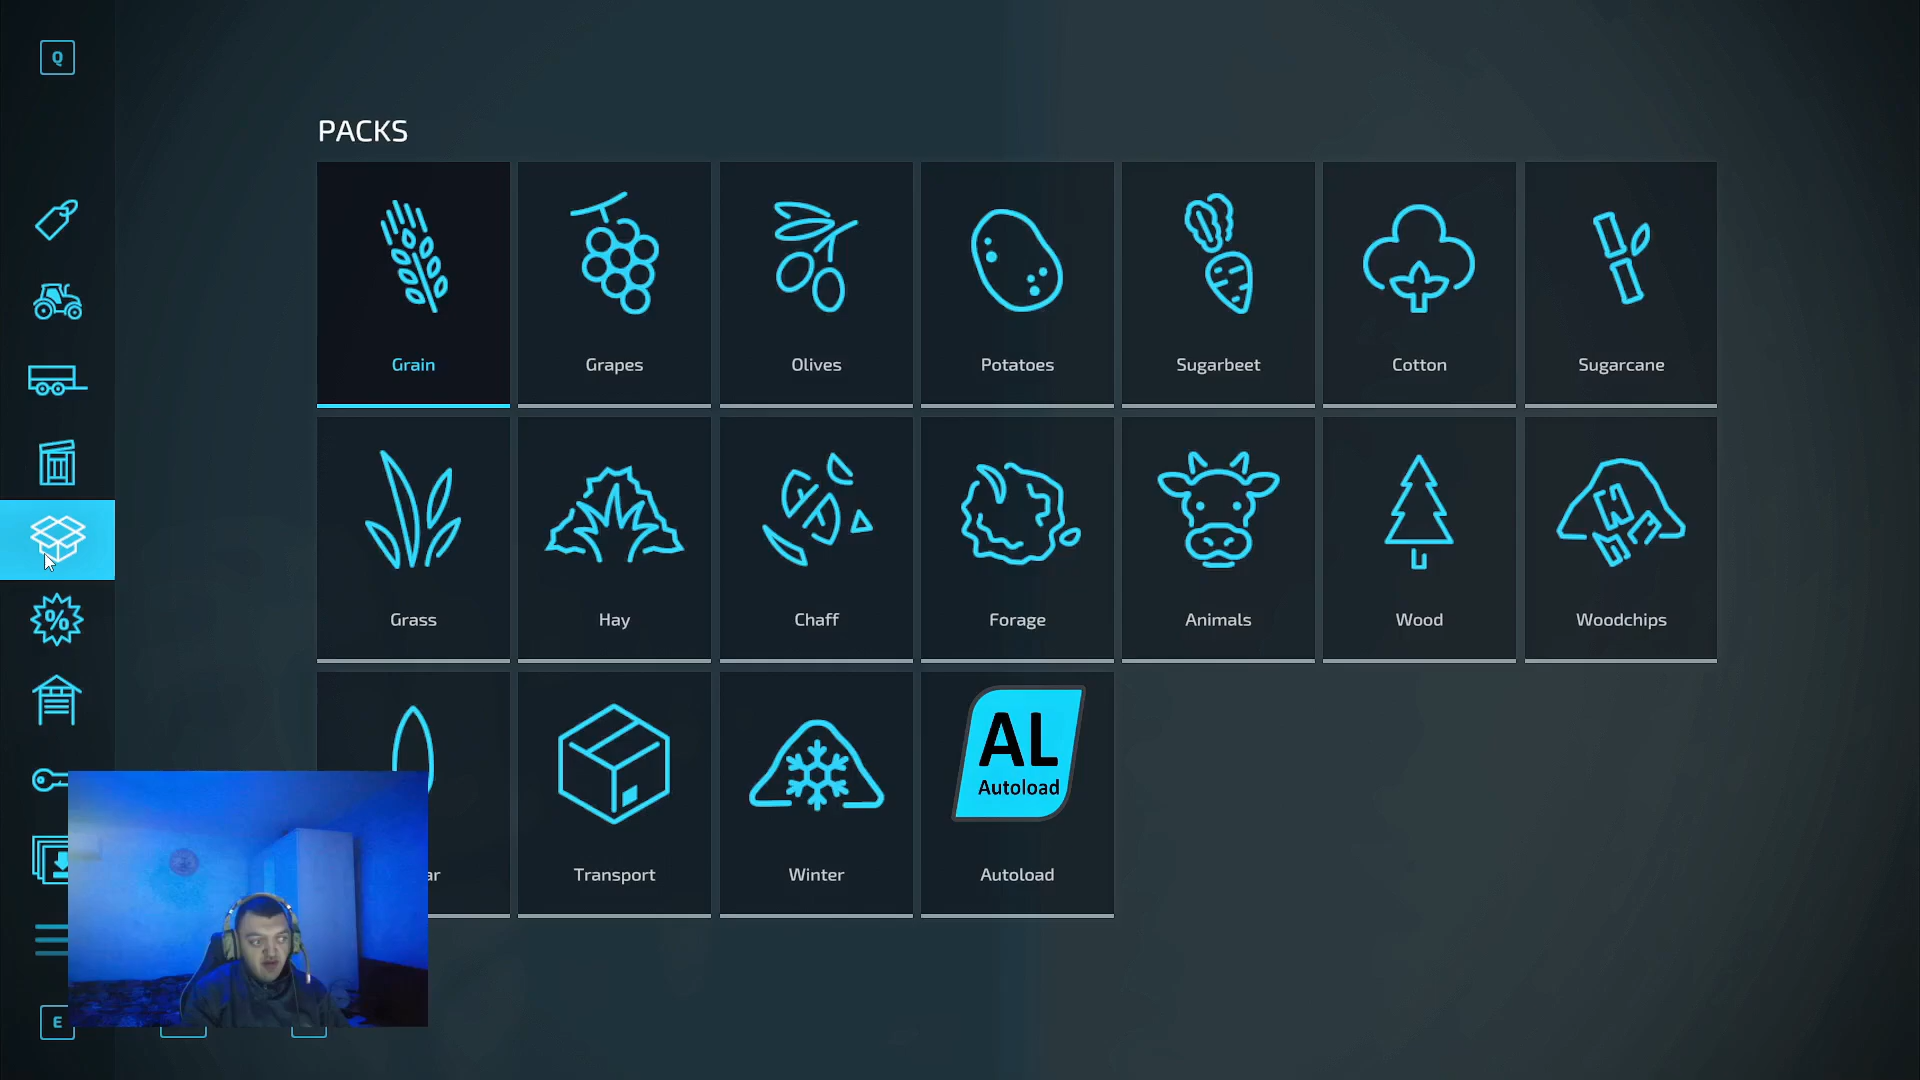 Q
PACKS
Grain
Grapes
Olives
Potatoes
Sugarbeet
Cotton
Sugarcane
Grass
Hay
Chaff
Forage
Animals
Wood
Woodchips
%
AL
Autoload
ar
Transport
Winter
Autoload
E